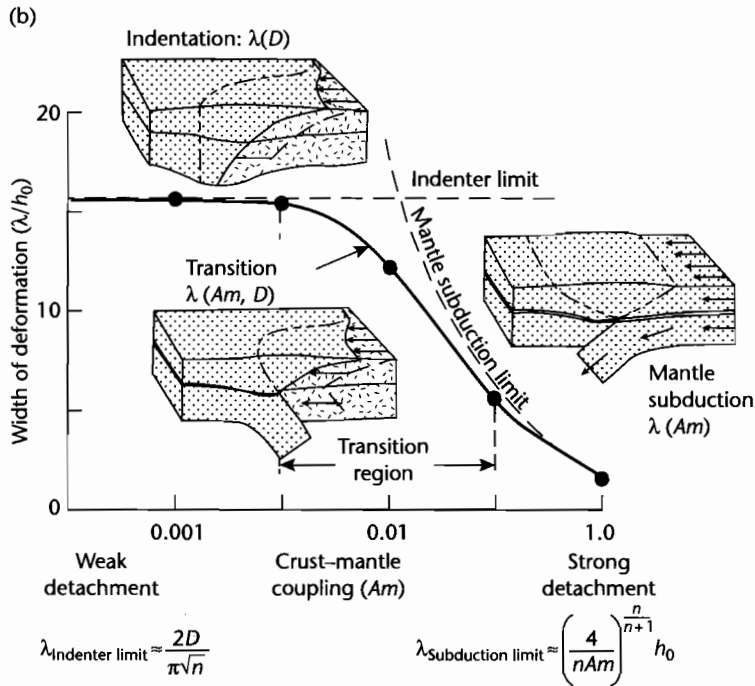 (b)
Indentation: λ(D)
20
Indenter limit
Mantle subduction limit
Transition
λ (Am, D)
10
Width of deformation (λ/h₀)
Mantle
subduction
λ (Am)
Transition
region
0
0.001
0.01
1.0
Weak
detachment
Crust–mantle
coupling (Am)
Strong
detachment
λIndenter limit ≈ 2D / π√n
λSubduction limit ≈ (4 / nAm)^(n / n+1) h₀